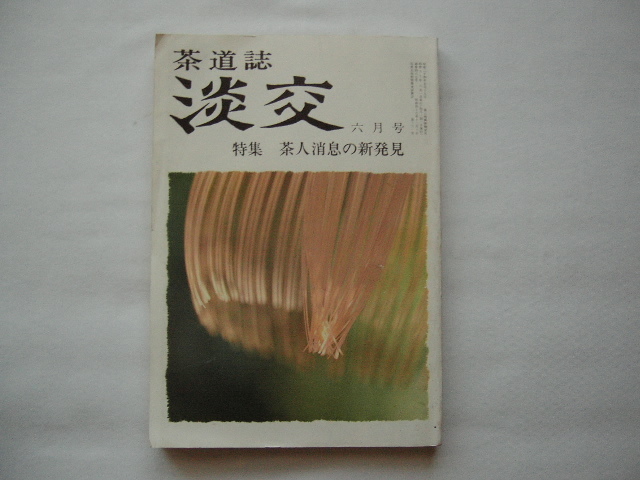 茶道誌
淡交
六月号
特集 茶人消息の新発見